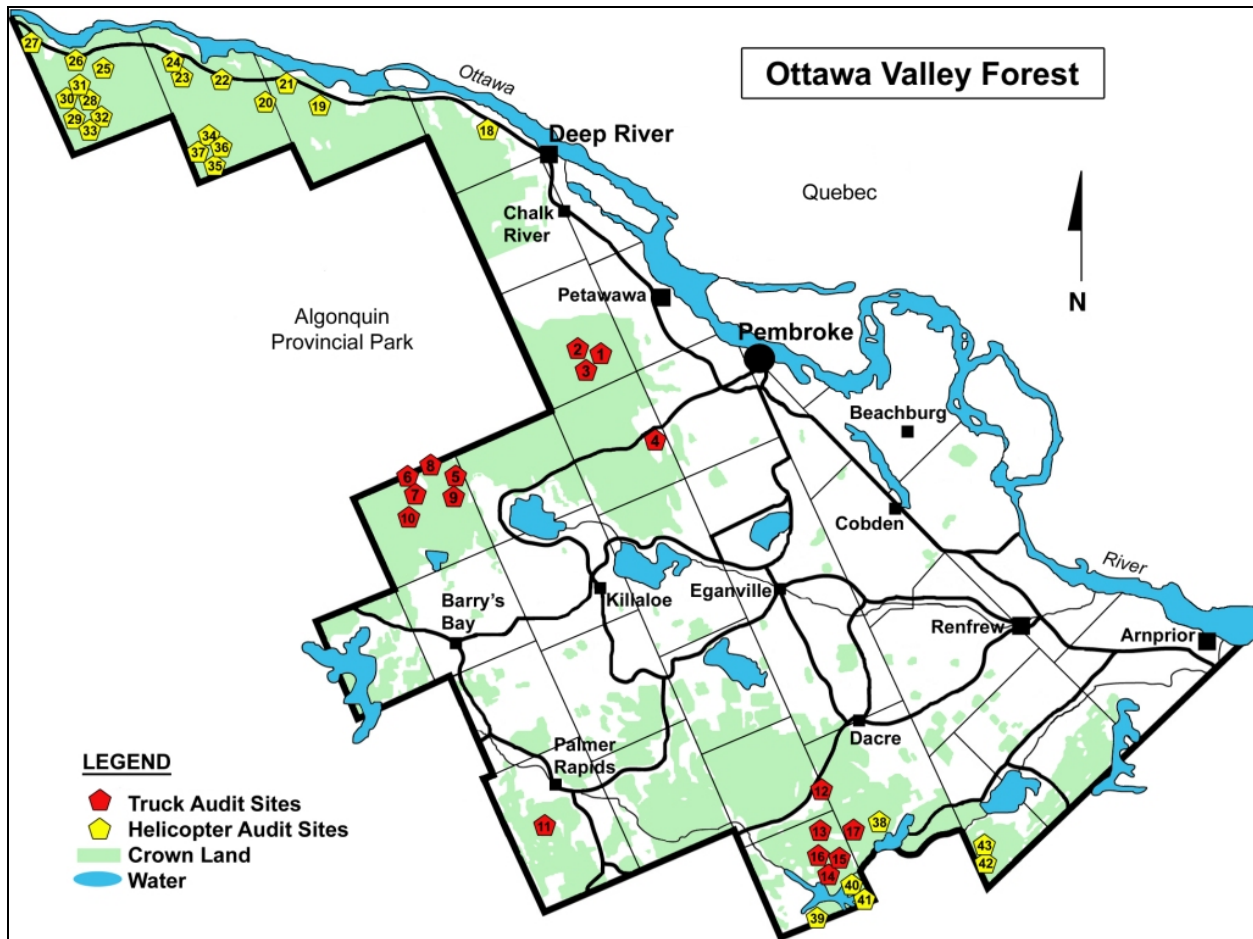 Ottawa Valley Forest
27
26
25
24
23
22
21
20
19
31
30
28
29
32
33
34
37
36
35
18
Ottawa
Deep River
Quebec
Chalk
River
N
Petawawa
Algonquin
Provincial Park
Pembroke
2
1
3
Beachburg
4
8
6
5
7
9
10
Cobden
River
Barry's
Bay
Killaloe
Eganville
Renfrew
Arnprior
Dacre
Palmer
Rapids
LEGEND
Truck Audit Sites
Helicopter Audit Sites
Crown Land
Water
12
11
13
17
38
16
15
14
43
42
40
41
39